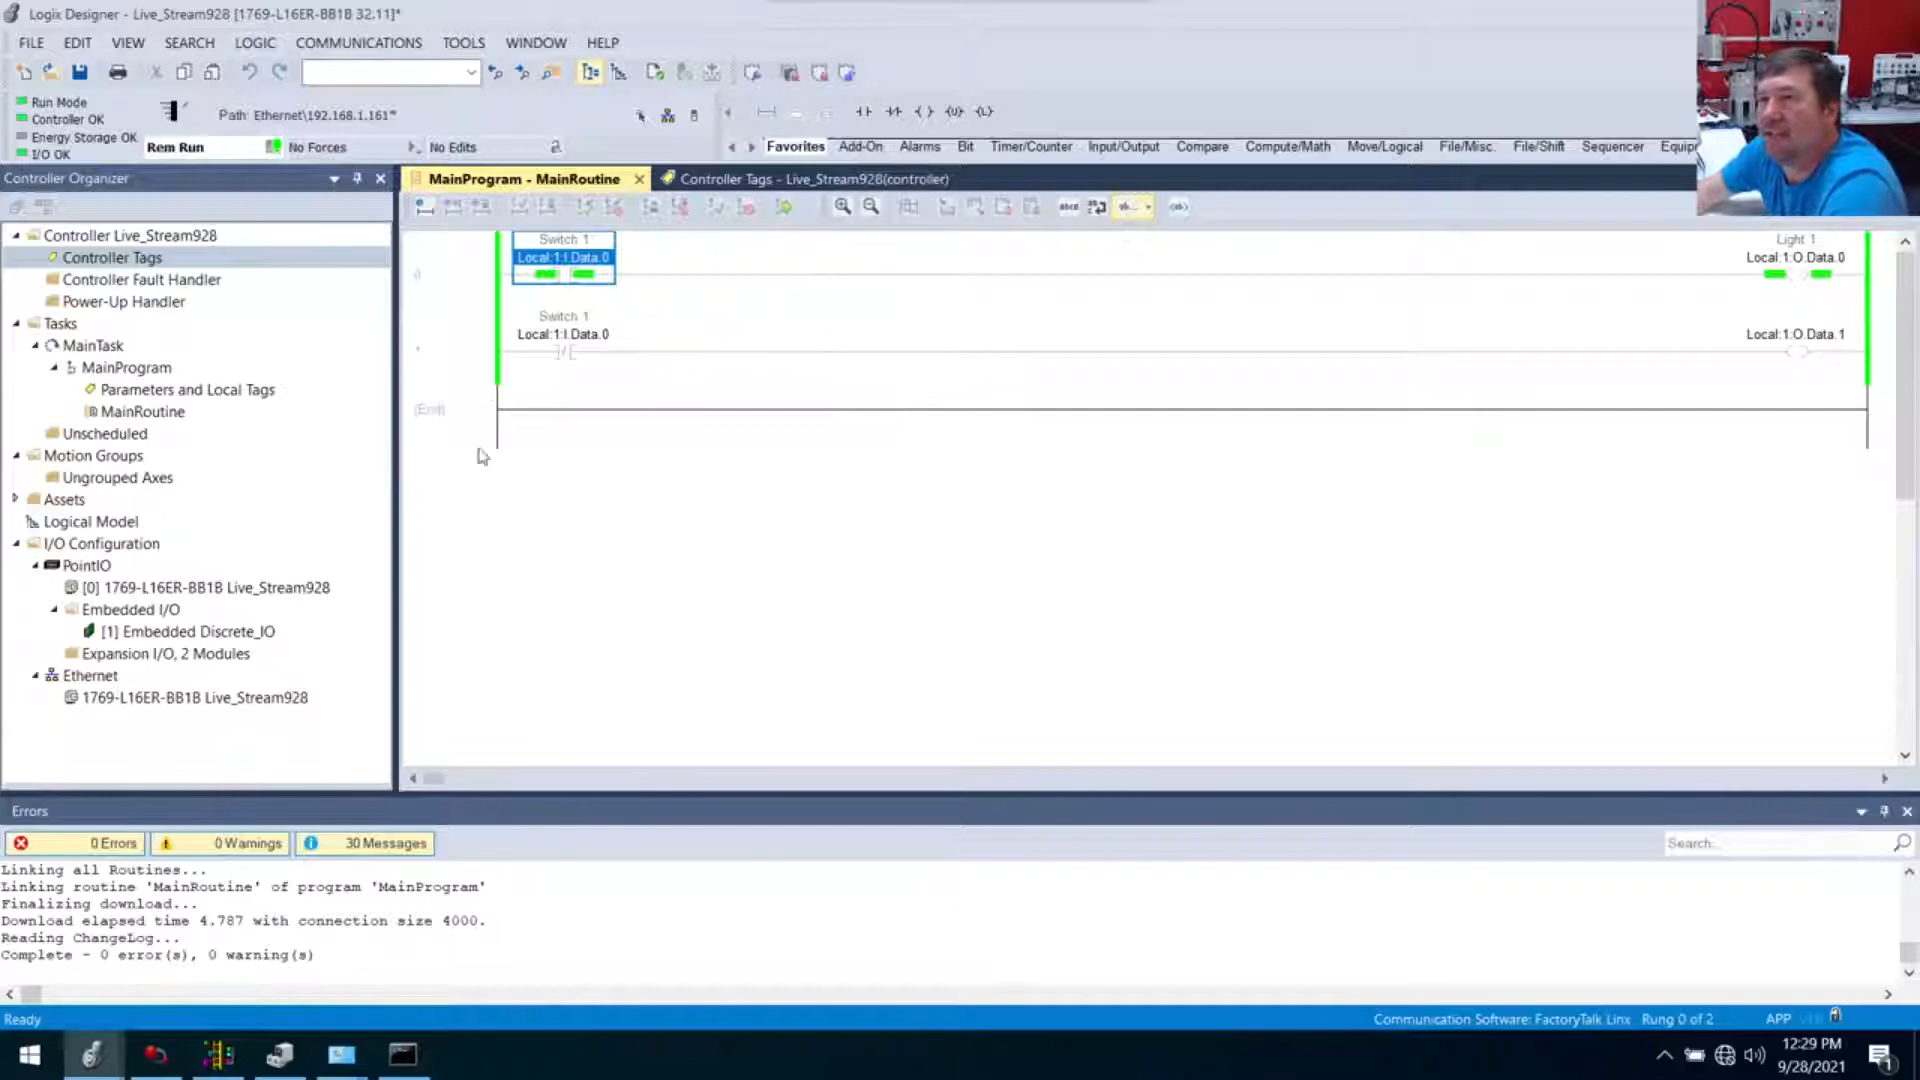 Logix Designer - Live_Stream928 [1769-L16ER-BB1B 32.11]*
FILE EDIT VIEW SEARCH LOGIC COMMUNICATIONS TOOLS WINDOW HELP
Run Mode
Controller OK
Energy Storage OK
I/O OK
Path: Ethernet\192.168.1.161*
Rem Run No Forces No Edits
Favorites Add-On Alarms Bit Timer/Counter Input/Output Compare Compute/Math Move/Logical File/Misc. File/Shift Sequencer Equip
Controller Organizer
MainProgram - MainRoutine
Controller Tags - Live_Stream928(controller)
Controller Live_Stream928
Controller Tags
Controller Fault Handler
Power-Up Handler
Tasks
MainTask
MainProgram
Parameters and Local Tags
MainRoutine
Unscheduled
Motion Groups
Ungrouped Axes
Assets
Logical Model
I/O Configuration
PointIO
[0] 1769-L16ER-BB1B Live_Stream928
Embedded I/O
[1] Embedded Discrete_IO
Expansion I/O, 2 Modules
Ethernet
1769-L16ER-BB1B Live_Stream928
Switch 1
Local:1:I.Data.0
Light 1
Local:1:O.Data.0
0
Switch 1
Local:1:I.Data.0
Local:1:O.Data.1
(End)
Errors
0 Errors 0 Warnings 30 Messages
Search...
Linking all Routines...
Linking routine 'MainRoutine' of program 'MainProgram'
Finalizing download...
Download elapsed time 4.787 with connection size 4000.
Reading ChangeLog...
Complete - 0 error(s), 0 warning(s)
Ready
Communication Software: FactoryTalk Linx Rung 0 of 2 APP
12:29 PM
9/28/2021
1